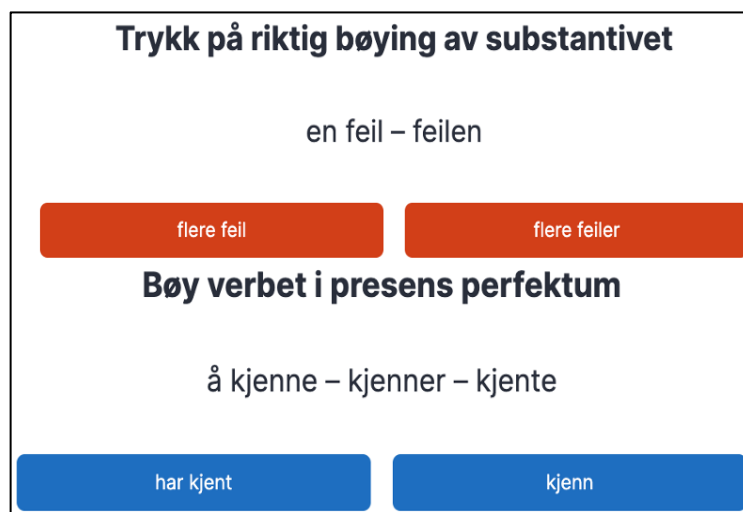 Trykk på riktig bøying av substantivet
en feil – feilen
flere feil flere feiler
Bøy verbet i presens perfektum
å kjenne – kjenner – kjente
har kjent kjenn